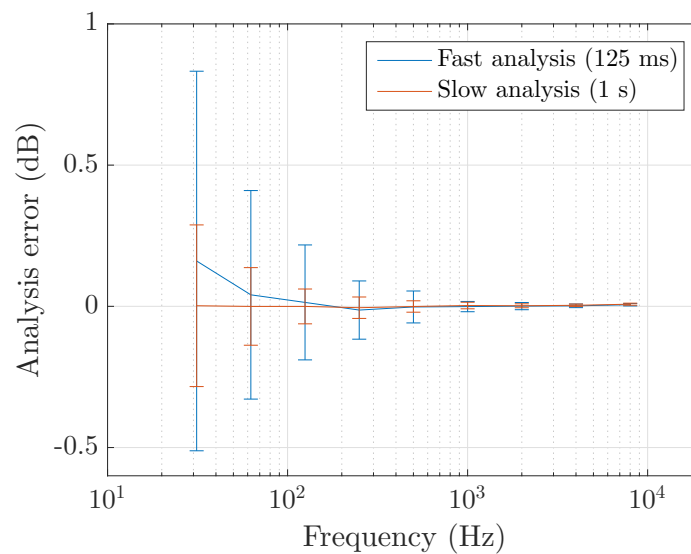 1
Fast analysis (125 ms)
Slow analysis (1 s)
0.5
Analysis error (dB)
0
-0.5
10^1 10^2 10^3 10^4
Frequency (Hz)